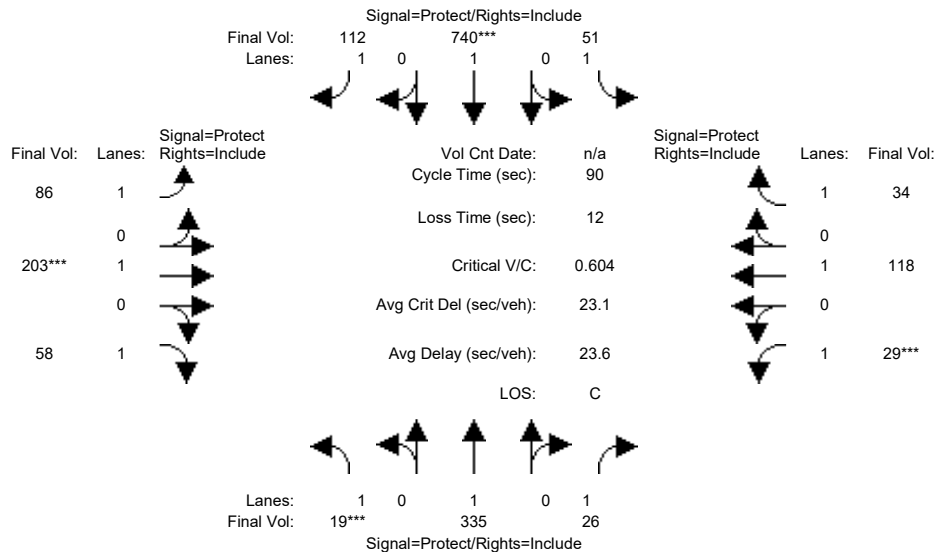 Signal=Protect/Rights=Include
Final Vol: 112 740*** 51
Lanes: 1 0 1 0 1
Signal=Protect Signal=Protect
Final Vol: Lanes: Rights=Include Vol Cnt Date: n/a Rights=Include Lanes: Final Vol:
Cycle Time (sec): 90
86 1 1 34
Loss Time (sec): 12
0 0
203*** 1 Critical V/C: 0.604 1 118
0 Avg Crit Del (sec/veh): 23.1 0
58 1 Avg Delay (sec/veh): 23.6 1 29***
LOS: C
Lanes: 1 0 1 0 1
Final Vol: 19*** 335 26
Signal=Protect/Rights=Include